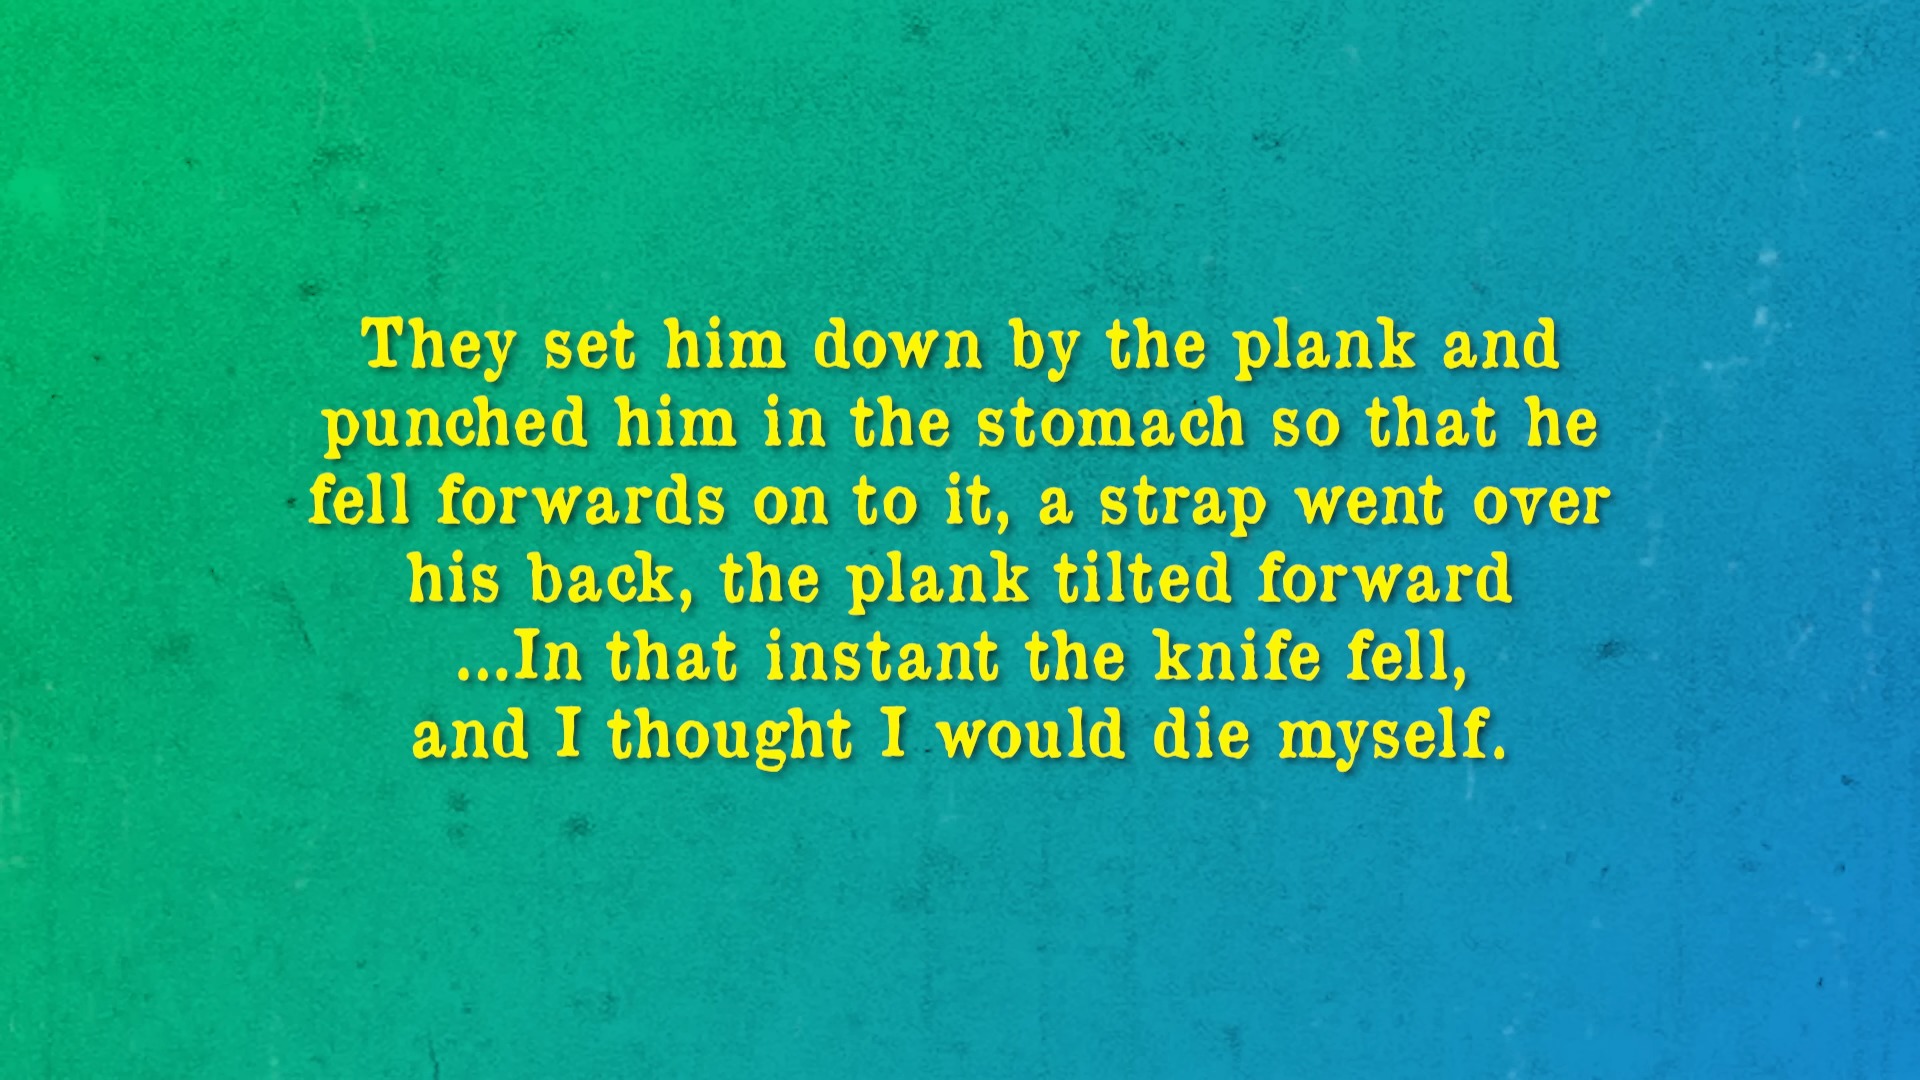 They set him down by the plank and
punched him in the stomach so that he
fell forwards on to it, a strap went over
his back, the plank tilted forward
...In that instant the knife fell,
and I thought I would die myself.